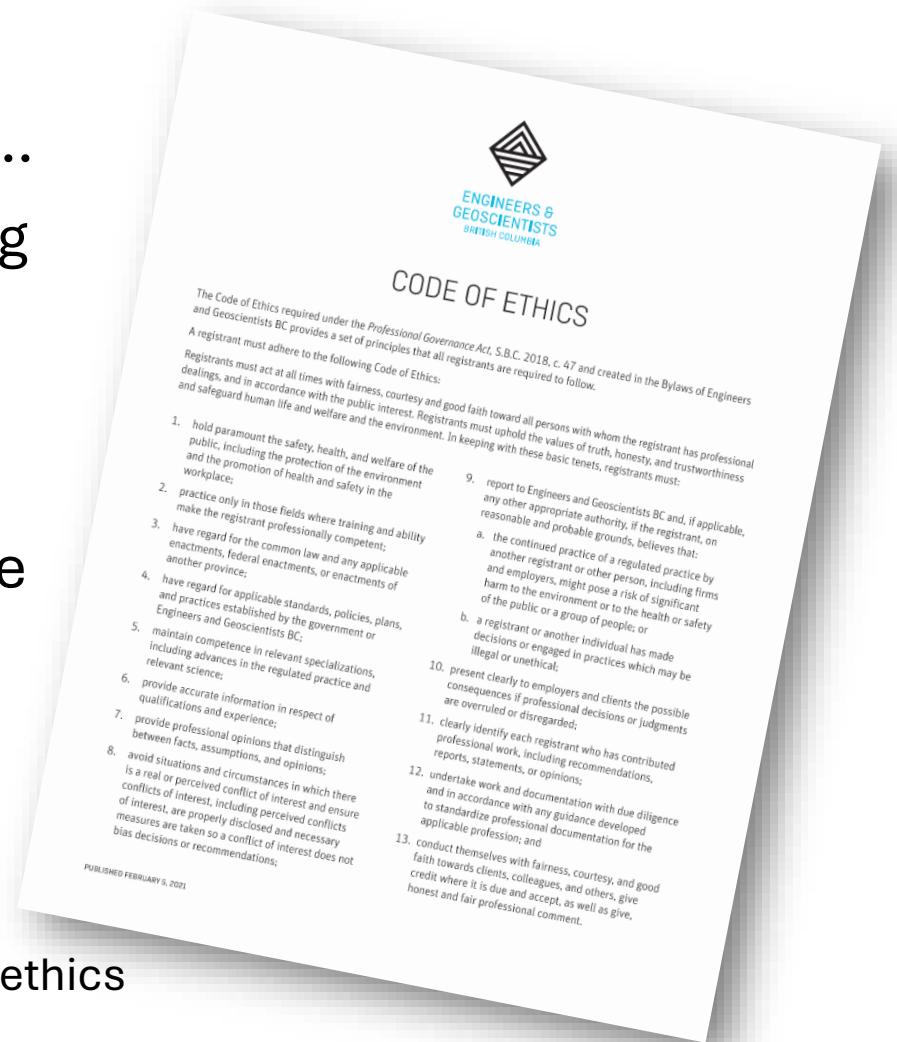 ..
g
e
ethics
ENGINEERS &
GEOSCIENTISTS
BRITISH COLUMBIA
CODE OF ETHICS
The Code of Ethics required under the Professional Governance Act, S.B.C. 2018, c. 47 and created in the Bylaws of Engineers
and Geoscientists BC provides a set of principles that all registrants are required to follow.
A registrant must adhere to the following Code of Ethics:
Registrants must act at all times with fairness, courtesy and good faith toward all persons with whom the registrant has professional
dealings, and in accordance with the public interest. Registrants must uphold the values of truth, honesty, and trustworthiness
and safeguard human life and welfare and the environment. In keeping with these basic tenets, registrants must:
1. hold paramount the safety, health, and welfare of the
public, including the protection of the environment
and the promotion of health and safety in the
workplace;
2. practice only in those fields where training and ability
make the registrant professionally competent;
3. have regard for the common law and any applicable
enactments, federal enactments, or enactments of
another province;
4. have regard for applicable standards, policies, plans,
and practices established by the government or
Engineers and Geoscientists BC;
5. maintain competence in relevant specializations,
including advances in the regulated practice and
relevant science;
6. provide accurate information in respect of
qualifications and experience;
7. provide professional opinions that distinguish
between facts, assumptions, and opinions;
8. avoid situations and circumstances in which there
is a real or perceived conflict of interest and ensure
conflicts of interest, including perceived conflicts
of interest, are properly disclosed and necessary
measures are taken so a conflict of interest does not
bias decisions or recommendations;
9. report to Engineers and Geoscientists BC and, if applicable,
any other appropriate authority, if the registrant, on
reasonable and probable grounds, believes that:
a. the continued practice of a regulated practice by
another registrant or other person, including firms
and employers, might pose a risk of significant
harm to the environment or to the health or safety
of the public or a group of people; or
b. a registrant or another individual has made
decisions or engaged in practices which may be
illegal or unethical;
10. present clearly to employers and clients the possible
consequences if professional decisions or judgments
are overruled or disregarded;
11. clearly identify each registrant who has contributed
professional work, including recommendations,
reports, statements, or opinions;
12. undertake work and documentation with due diligence
and in accordance with any guidance developed
to standardize professional documentation for the
applicable profession; and
13. conduct themselves with fairness, courtesy, and good
faith towards clients, colleagues, and others, give
credit where it is due and accept, as well as give,
honest and fair professional comment.
PUBLISHED FEBRUARY 5, 2021